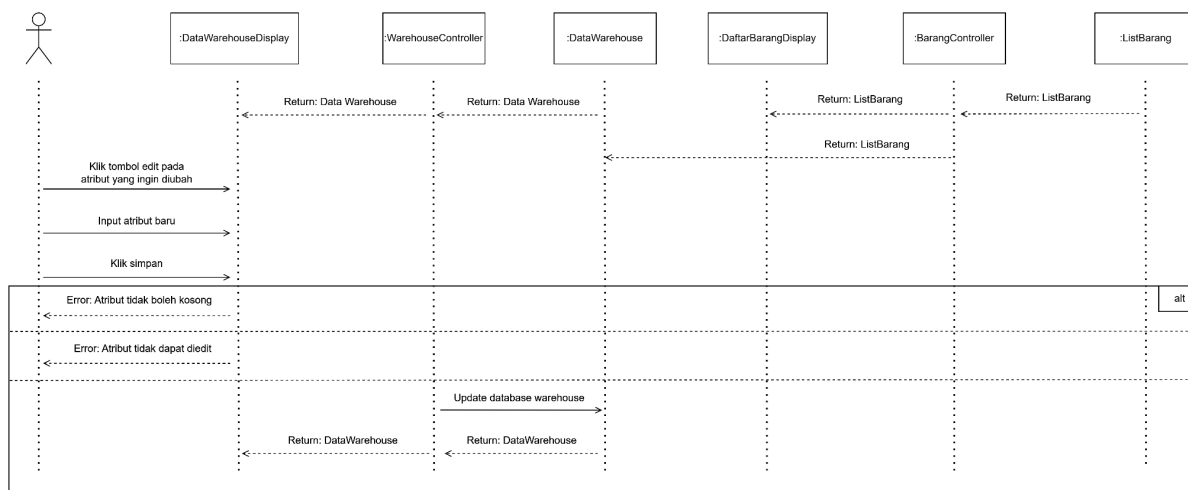 :DataWarehouseDisplay
:WarehouseController
:DataWarehouse
:DaftarBarangDisplay
:BarangController
:ListBarang
Return: Data Warehouse
Return: Data Warehouse
Return: ListBarang
Return: ListBarang
Return: ListBarang
Klik tombol edit pada
atribut yang ingin diubah
Input atribut baru
Klik simpan
alt
Error: Atribut tidak boleh kosong
Error: Atribut tidak dapat diedit
Update database warehouse
Return: DataWarehouse
Return: DataWarehouse